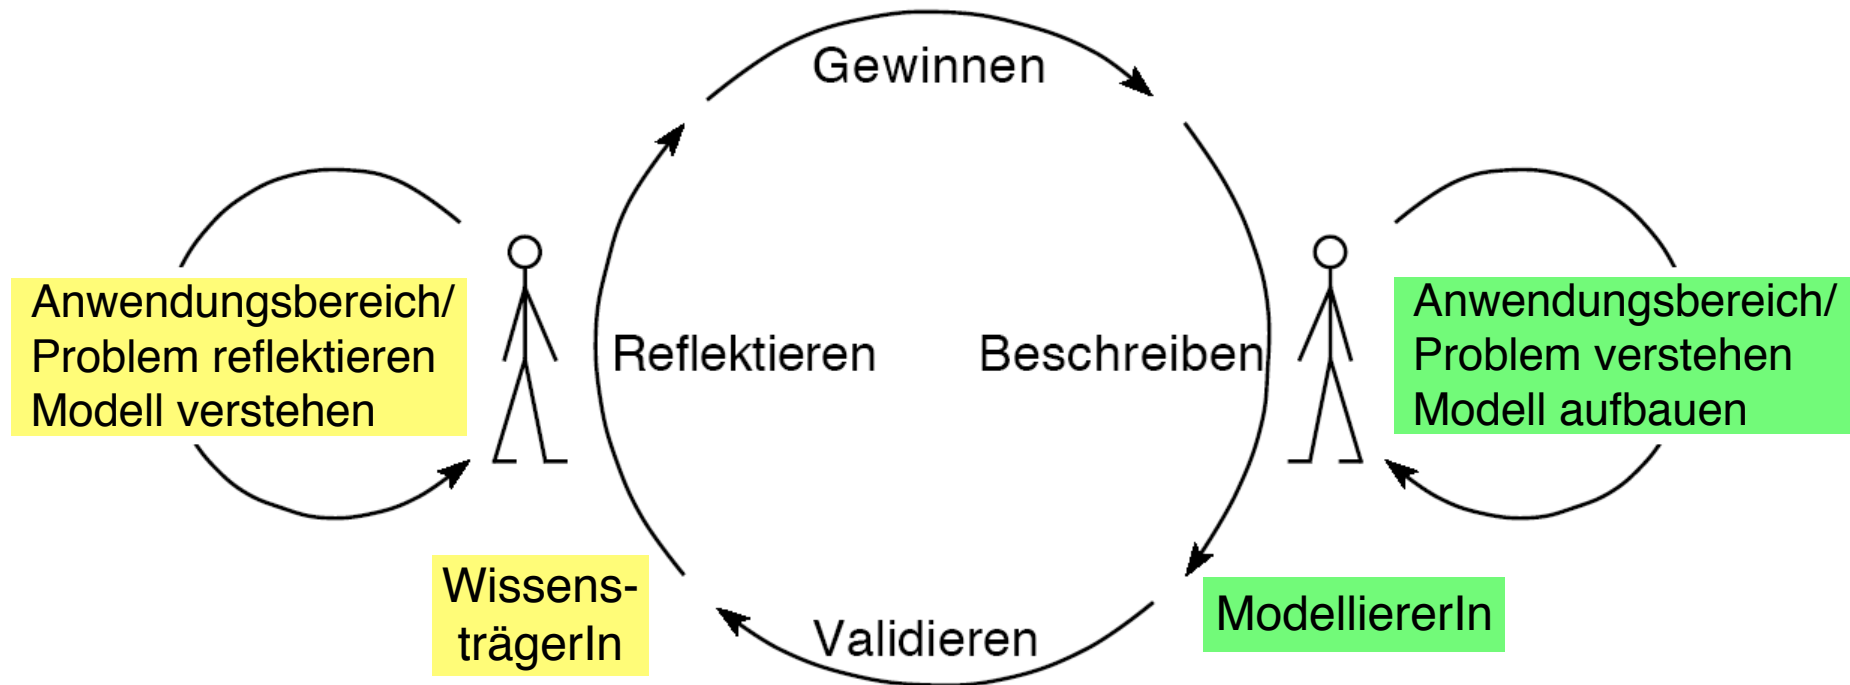 Gewinnen
Anwendungsbereich/
Problem reflektieren
Modell verstehen
Reflektieren
Beschreiben
Anwendungsbereich/
Problem verstehen
Modell aufbauen
Wissens-
trägerIn
Validieren
ModelliererIn